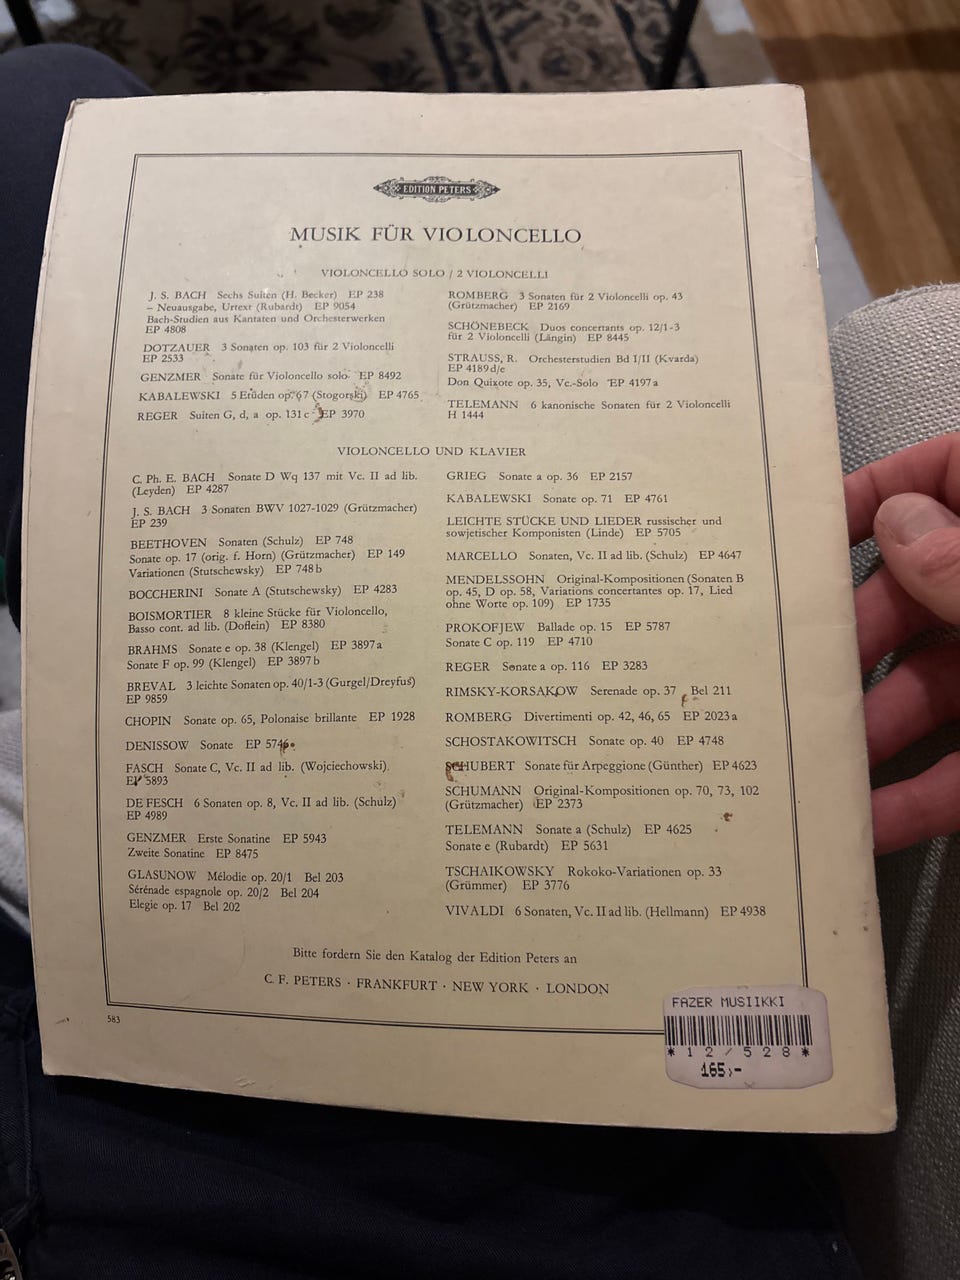 EDITION PETERS
MUSIK FÜR VIOLONCELLO
VIOLONCELLO SOLO / 2 VIOLONCELLI
J. S. BACH Sechs Suiten (H. Becker) EP 238
– Neuausgabe, Urtext (Rubardt) EP 9054
Bach-Studien aus Kantaten und Orchesterwerken
EP 4808
DOTZAUER 3 Sonaten op. 103 für 2 Violoncelli
EP 2533
GENZMER Sonate für Violoncello solo EP 8492
KABALEWSKI 5 Etüden op. 67 (Stogorski) EP 4765
REGER Suiten G, d, a op. 131c EP 3970
ROMBERG 3 Sonaten für 2 Violoncelli op. 43
(Grützmacher) EP 2169
SCHÖNEBECK Duos concertants op. 12/1-3
für 2 Violoncelli (Längin) EP 8445
STRAUSS, R. Orchesterstudien Bd I/II (Kvarda)
EP 4189d/e
Don Quixote op. 35, Vc.-Solo EP 4197a
TELEMANN 6 kanonische Sonaten für 2 Violoncelli
H 1444
VIOLONCELLO UND KLAVIER
C. Ph. E. BACH Sonate D Wq 137 mit Vc. II ad lib.
(Leyden) EP 4287
J. S. BACH 3 Sonaten BWV 1027-1029 (Grützmacher)
EP 239
BEETHOVEN Sonaten (Schulz) EP 748
Sonate op. 17 (orig. f. Horn) (Grützmacher) EP 149
Variationen (Stutschewsky) EP 748b
BOCCHERINI Sonate A (Stutschewsky) EP 4283
BOISMORTIER 8 kleine Stücke für Violoncello,
Basso cont. ad lib. (Doflein) EP 8380
BRAHMS Sonate e op. 38 (Klengel) EP 3897a
Sonate F op. 99 (Klengel) EP 3897b
BREVAL 3 leichte Sonaten op. 40/1-3 (Gurgel/Dreyfuß)
EP 9859
CHOPIN Sonate op. 65, Polonaise brillante EP 1928
DENISSOW Sonate EP 5746
FASCH Sonate C, Vc. II ad lib. (Wojciechowski)
EP 5893
DE FESCH 6 Sonaten op. 8, Vc. II ad lib. (Schulz)
EP 4989
GENZMER Erste Sonatine EP 5943
Zweite Sonatine EP 8475
GLASUNOW Mélodie op. 20/1 Bel 203
Sérénade espagnole op. 20/2 Bel 204
Elegie op. 17 Bel 202
GRIEG Sonate a op. 36 EP 2157
KABALEWSKI Sonate op. 71 EP 4761
LEICHTE STÜCKE UND LIEDER russischer und
sowjetischer Komponisten (Linde) EP 5705
MARCELLO Sonaten, Vc. II ad lib. (Schulz) EP 4647
MENDELSSOHN Original-Kompositionen (Sonaten B
op. 45, D op. 58, Variations concertantes op. 17, Lied
ohne Worte op. 109) EP 1735
PROKOFJEW Ballade op. 15 EP 5787
Sonate C op. 119 EP 4710
REGER Sonate a op. 116 EP 3283
RIMSKY-KORSAKOW Serenade op. 37 Bel 211
ROMBERG Divertimenti op. 42, 46, 65 EP 2023a
SCHOSTAKOWITSCH Sonate op. 40 EP 4748
SCHUBERT Sonate für Arpeggione (Günther) EP 4623
SCHUMANN Original-Kompositionen op. 70, 73, 102
(Grützmacher) EP 2373
TELEMANN Sonate a (Schulz) EP 4625
Sonate e (Rubardt) EP 5631
TSCHAIKOWSKY Rokoko-Variationen op. 33
(Grümmer) EP 3776
VIVALDI 6 Sonaten, Vc. II ad lib. (Hellmann) EP 4938
Bitte fordern Sie den Katalog der Edition Peters an
C. F. PETERS · FRANKFURT · NEW YORK · LONDON
583
FAZER MUSIIKKI
*12/528*
165,-